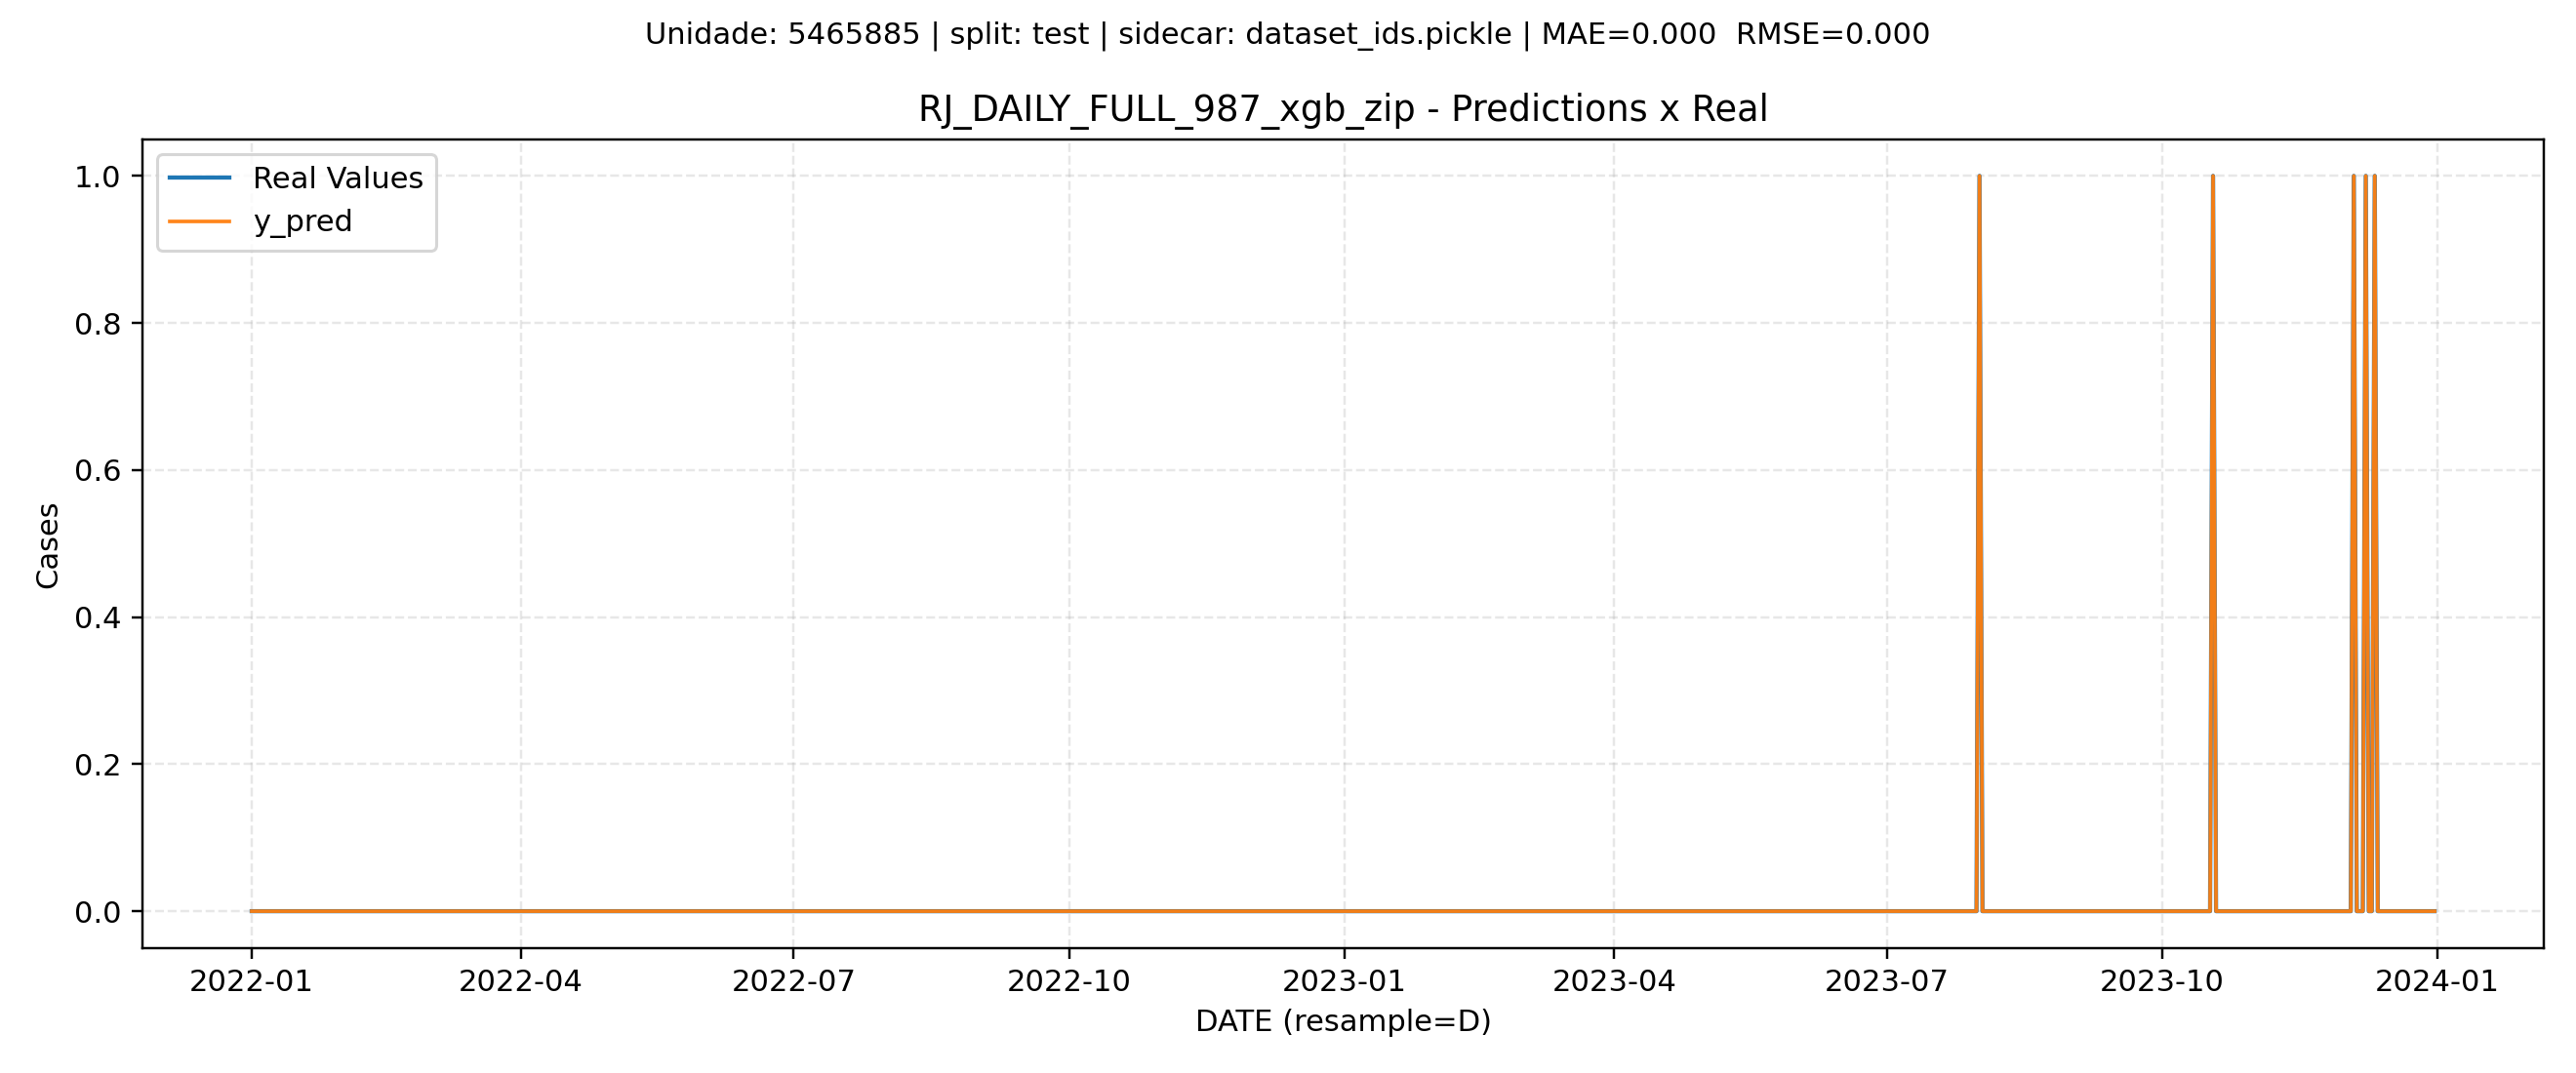 Unidade: 5465885 | split: test | sidecar: dataset_ids.pickle | MAE=0.000  RMSE=0.000
RJ_DAILY_FULL_987_xgb_zip - Predictions x Real
Real Values
y_pred
1.0
0.8
0.6
0.4
0.2
0.0
Cases
2022-01 2022-04 2022-07 2022-10 2023-01 2023-04 2023-07 2023-10 2024-01
DATE (resample=D)